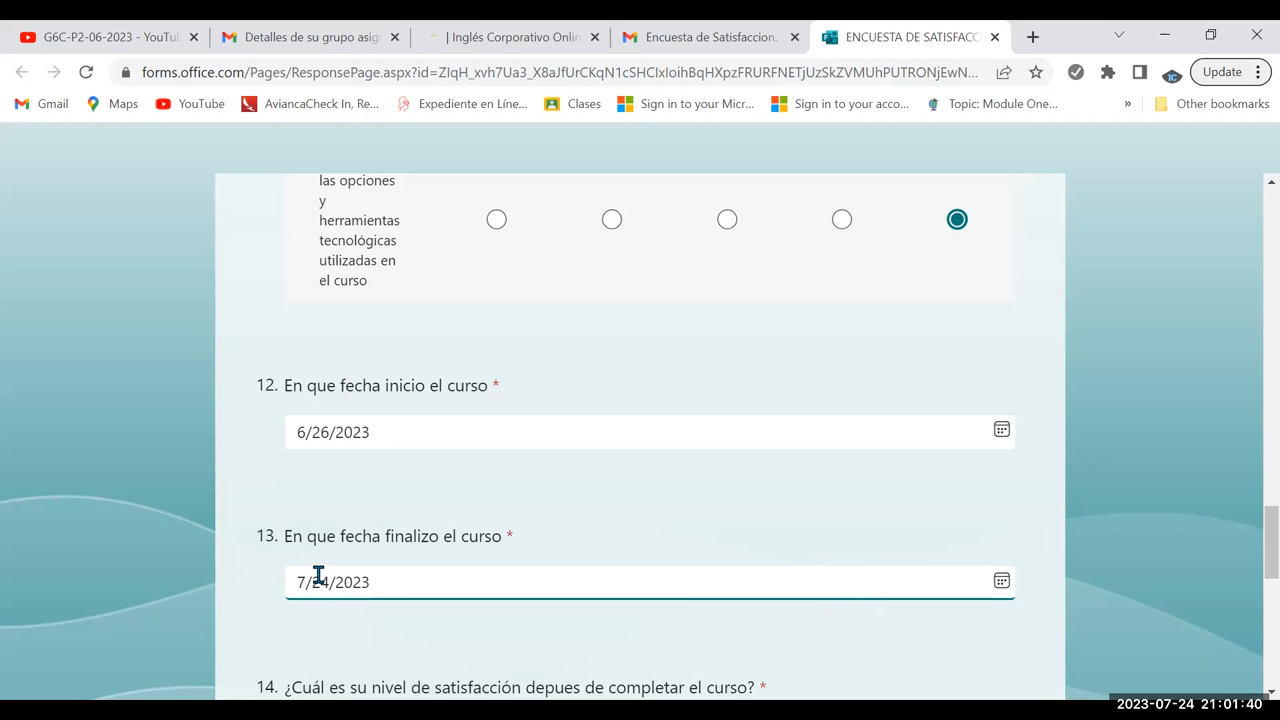 G6C-P2-06-2023 - YouTu
Detalles de su grupo asig
| Inglés Corporativo Onlin
Encuesta de Satisfaccion.
ENCUESTA DE SATISFACC
forms.office.com/Pages/ResponsePage.aspx?id=ZIqH_xvh7Ua3_X8aJfUrCKqN1cSHCIxIoihBqHXpzFRURFNETjUzSkZVMUhPUTRONjEwN...
Update
Gmail
Maps
YouTube
AviancaCheck In, Re...
Expediente en Líne...
Clases
Sign in to your Micr...
Sign in to your acco...
Topic: Module One...
»
Other bookmarks
las opciones
y
herramientas
tecnológicas
utilizadas en
el curso
12. En que fecha inicio el curso *
6/26/2023
13. En que fecha finalizo el curso *
7/24/2023
14. ¿Cuál es su nivel de satisfacción depues de completar el curso? *
2023-07-24 21:01:40